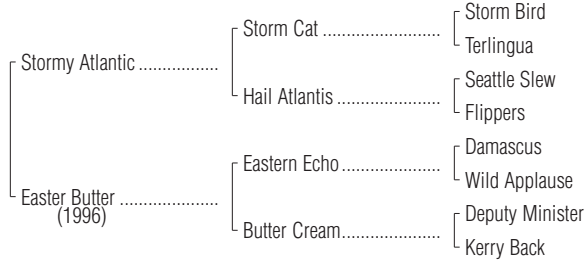 Storm Bird
Storm Cat ........................
Terlingua
Stormy Atlantic ................
Seattle Slew
Hail Atlantis .....................
Flippers
Damascus
Eastern Echo ....................
Wild Applause
Easter Butter ....................
(1996)
Deputy Minister
Butter Cream....................
Kerry Back